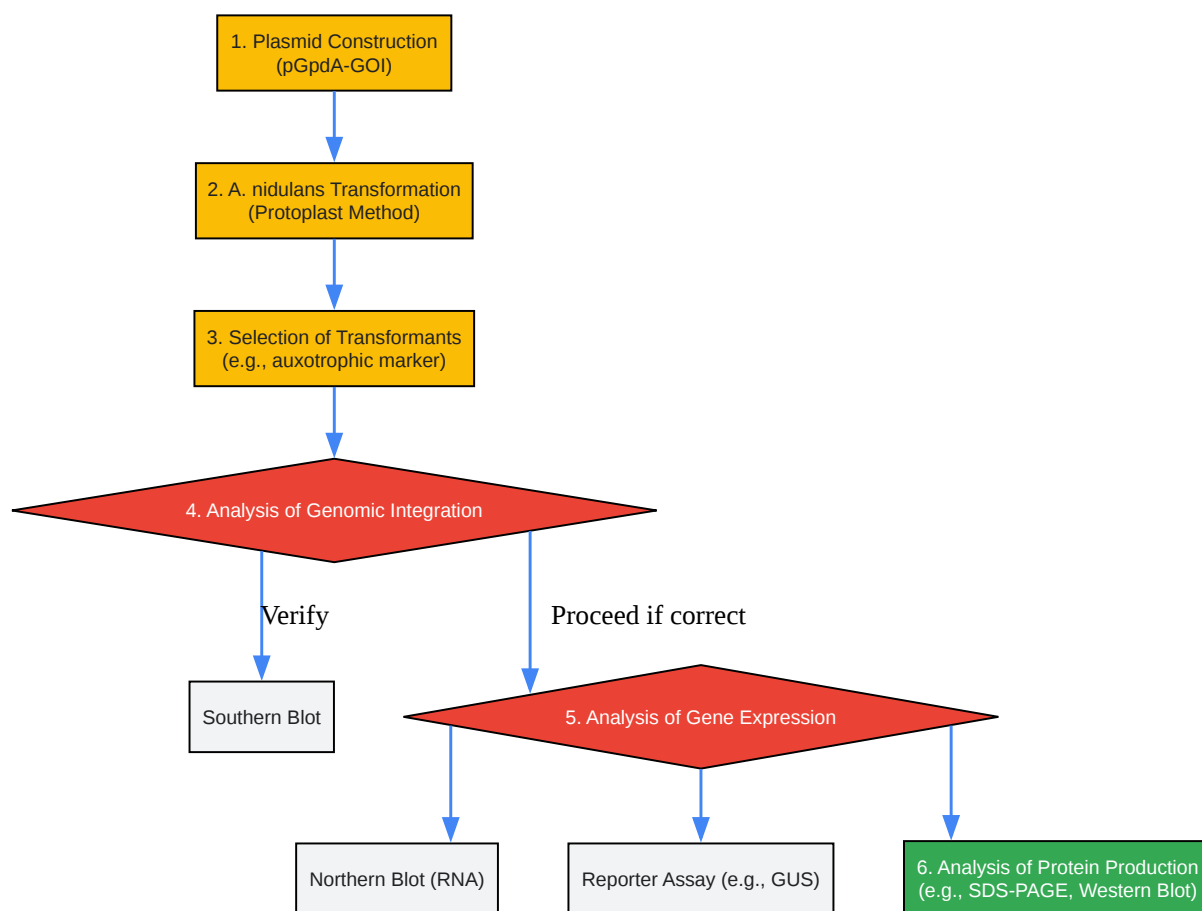 1. Plasmid Construction
(pGpdA-GOI)
2. A. nidulans Transformation
(Protoplast Method)
3. Selection of Transformants
(e.g., auxotrophic marker)
4. Analysis of Genomic Integration
Verify
Proceed if correct
Southern Blot
5. Analysis of Gene Expression
Northern Blot (RNA)
Reporter Assay (e.g., GUS)
6. Analysis of Protein Production
(e.g., SDS-PAGE, Western Blot)